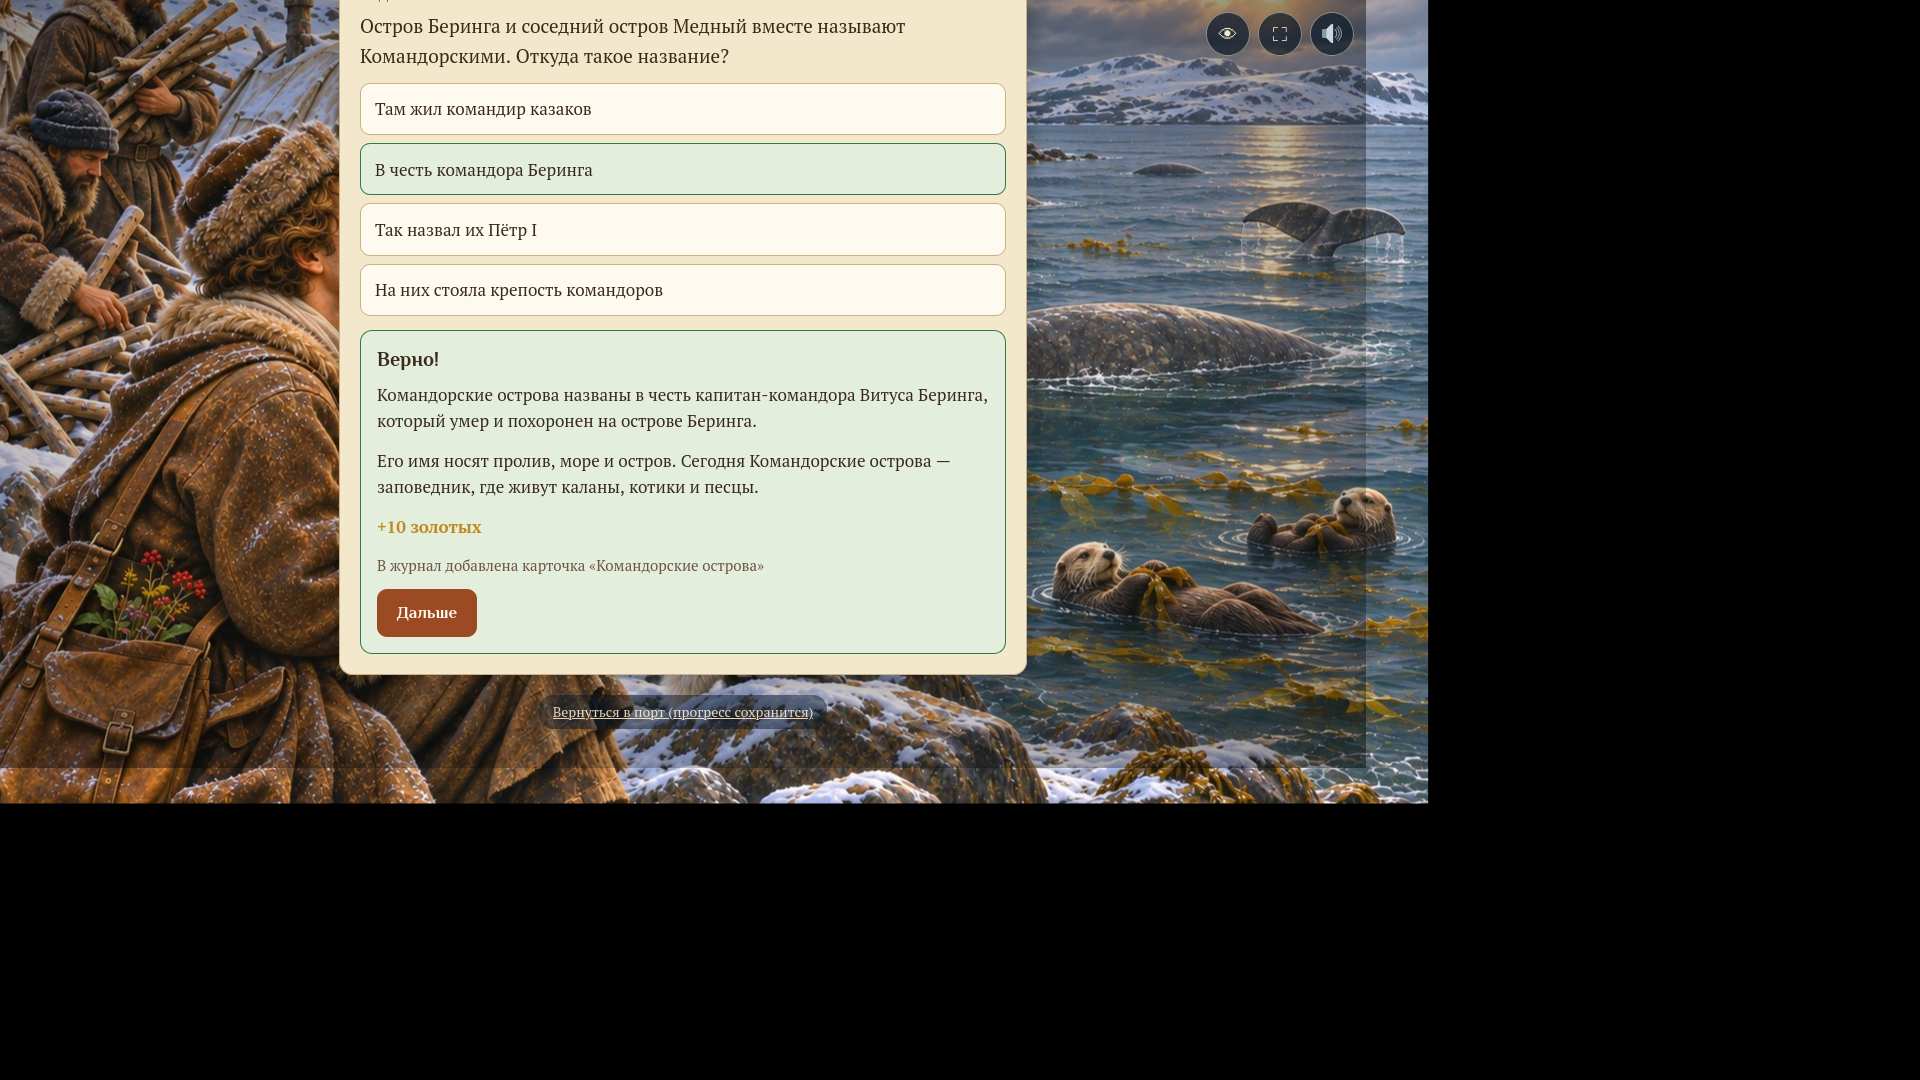 Остров Беринга и соседний остров Медный вместе называют
Командорскими. Откуда такое название?
Там жил командир казаков
В честь командора Беринга
Так назвал их Пётр I
На них стояла крепость командоров
Верно!
Командорские острова названы в честь капитан-командора Витуса Беринга,
который умер и похоронен на острове Беринга.
Его имя носят пролив, море и остров. Сегодня Командорские острова —
заповедник, где живут каланы, котики и песцы.
+10 золотых
В журнал добавлена карточка «Командорские острова»
Дальше
Вернуться в порт (прогресс сохранится)